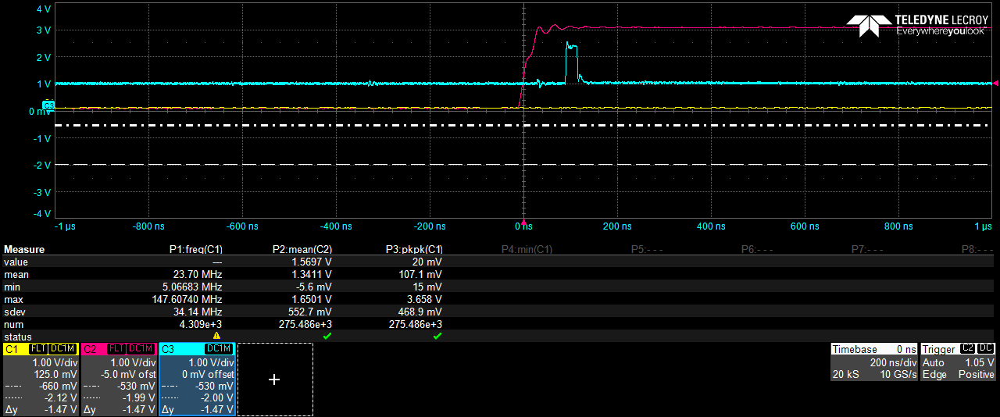 4 V
3 V
2 V
1 V
C3
0 mV
-1 V
-2 V
-3 V
-4 V
TELEDYNE LECROY
Everywhereyoulook
-1 µs -800 ns -600 ns -400 ns -200 ns 0 ns 200 ns 400 ns 600 ns 800 ns 1 µs
Measure P1:freq(C1) P2:mean(C2) P3:pkpk(C1) P4:min(C1) P5:- - - P6:- - - P7:- - - P8:- - -
value --- 1.5697 V 20 mV
mean 23.70 MHz 1.3411 V 107.1 mV
min 5.06683 MHz -5.6 mV 15 mV
max 147.60740 MHz 1.6501 V 3.658 V
sdev 34.14 MHz 552.7 mV 468.9 mV
num 4.309e+3 275.486e+3 275.486e+3
status
C1 FLT DC1M
1.00 V/div
125.0 mV
-660 mV
-2.12 V
Δy -1.47 V
C2 FLT DC1M
1.00 V/div
-5.0 mV ofst
-530 mV
-1.99 V
Δy -1.47 V
C3 DC1M
1.00 V/div
0 mV offset
-530 mV
-2.00 V
Δy -1.47 V
+
Timebase 0 ns
200 ns/div
20 kS 10 GS/s
Trigger C2 DC
Auto 1.05 V
Edge Positive